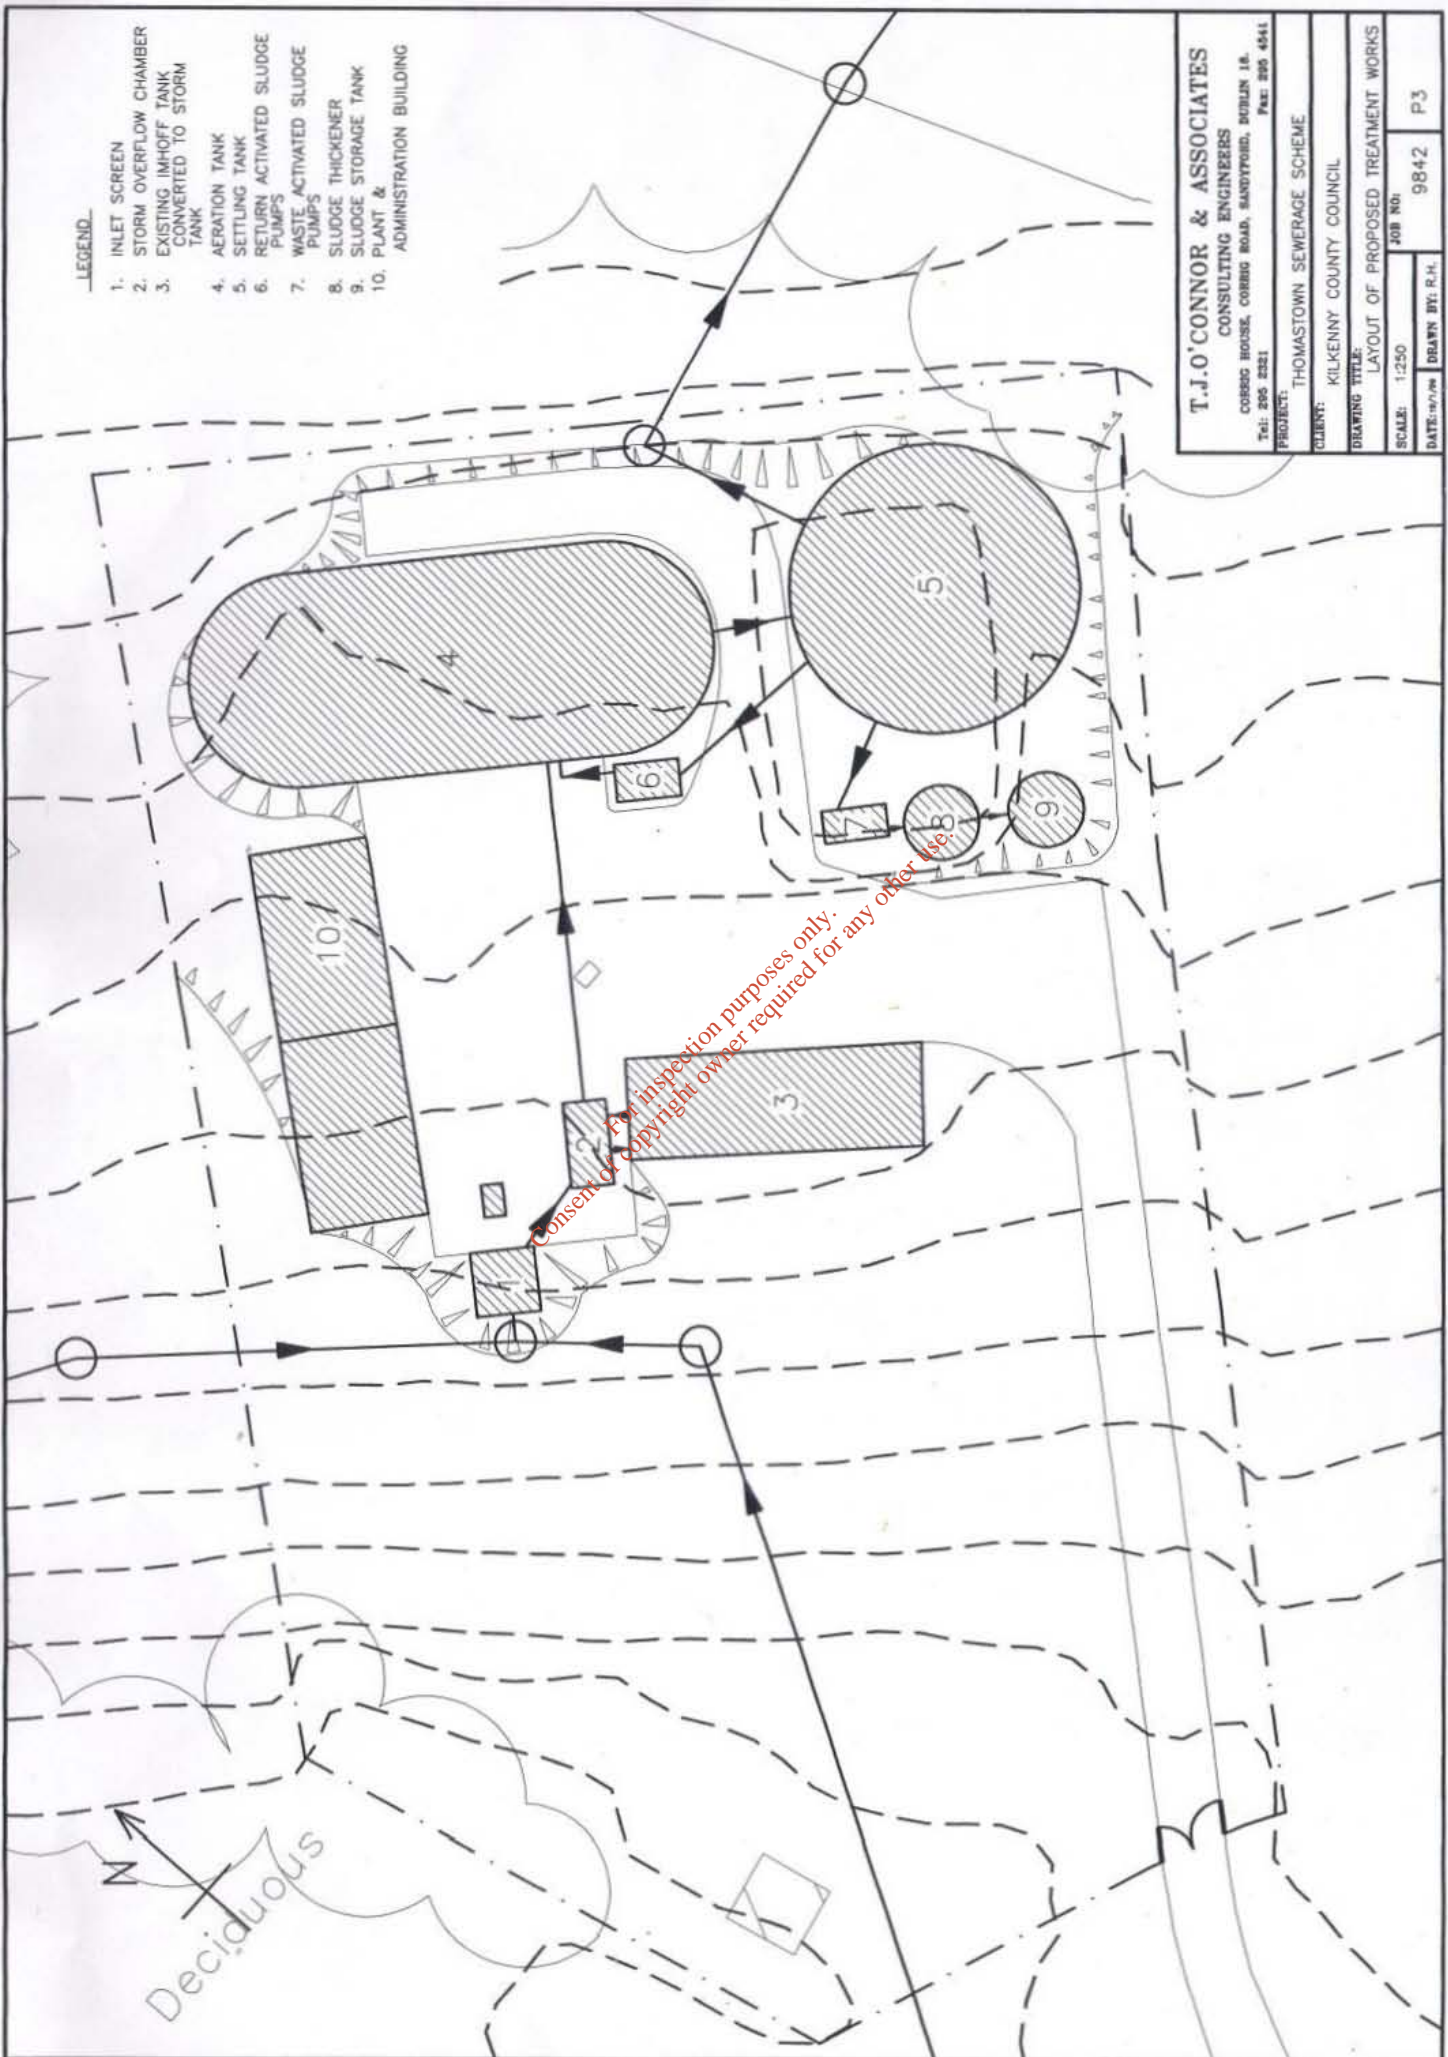 LEGEND
1. INLET SCREEN
2. STORM OVERFLOW CHAMBER
3. EXISTING IMHOFF TANK
CONVERTED TO STORM
TANK
4. AERATION TANK
5. SETTLING TANK
6. RETURN ACTIVATED SLUDGE
PUMPS
7. WASTE ACTIVATED SLUDGE
PUMPS
8. SLUDGE THICKENER
9. SLUDGE STORAGE TANK
10. PLANT &
ADMINISTRATION BUILDING
N
Deciduous
1
2
3
4
5
6
7
8
9
10
For inspection purposes only.
Consent of copyright owner required for any other use.
T.J.O'CONNOR & ASSOCIATES
CONSULTING ENGINEERS
CORRIG HOUSE, CORRIG ROAD, SANDYFORD, DUBLIN 18.
Tel: 295 2321 Fax: 295 4541
PROJECT:
THOMASTOWN SEWERAGE SCHEME
CLIENT:
KILKENNY COUNTY COUNCIL
DRAWING TITLE:
LAYOUT OF PROPOSED TREATMENT WORKS
SCALE: 1:250
JOB NO: 9842 P3
DATE: DRAWN BY: R.H.